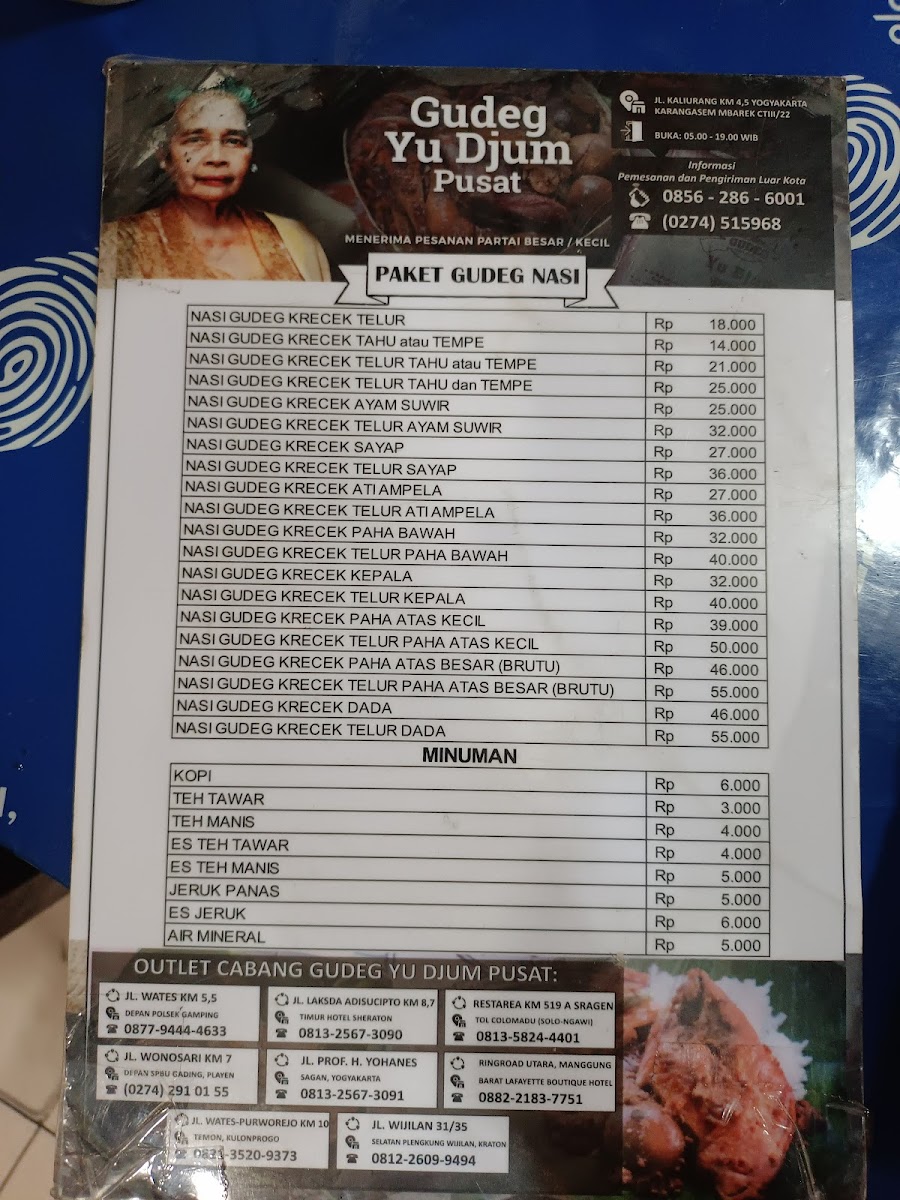 Gudeg
Yu Djum
Pusat
MENERIMA PESANAN PARTAI BESAR / KECIL
JL. KALIURANG KM 4,5 YOGYAKARTA
KARANGASEM MBAREK CTIII/22
BUKA: 05.00 - 19.00 WIB
Informasi
Pemesanan dan Pengiriman Luar Kota
0856 - 286 - 6001
(0274) 515968
PAKET GUDEG NASI
NASI GUDEG KRECEK TELUR Rp 18.000
NASI GUDEG KRECEK TAHU atau TEMPE Rp 14.000
NASI GUDEG KRECEK TELUR TAHU atau TEMPE Rp 21.000
NASI GUDEG KRECEK TELUR TAHU dan TEMPE Rp 25.000
NASI GUDEG KRECEK AYAM SUWIR Rp 25.000
NASI GUDEG KRECEK TELUR AYAM SUWIR Rp 32.000
NASI GUDEG KRECEK SAYAP Rp 27.000
NASI GUDEG KRECEK TELUR SAYAP Rp 36.000
NASI GUDEG KRECEK ATI AMPELA Rp 27.000
NASI GUDEG KRECEK TELUR ATI AMPELA Rp 36.000
NASI GUDEG KRECEK PAHA BAWAH Rp 32.000
NASI GUDEG KRECEK TELUR PAHA BAWAH Rp 40.000
NASI GUDEG KRECEK KEPALA Rp 32.000
NASI GUDEG KRECEK TELUR KEPALA Rp 40.000
NASI GUDEG KRECEK PAHA ATAS KECIL Rp 39.000
NASI GUDEG KRECEK TELUR PAHA ATAS KECIL Rp 50.000
NASI GUDEG KRECEK PAHA ATAS BESAR (BRUTU) Rp 46.000
NASI GUDEG KRECEK TELUR PAHA ATAS BESAR (BRUTU) Rp 55.000
NASI GUDEG KRECEK DADA Rp 46.000
NASI GUDEG KRECEK TELUR DADA Rp 55.000
MINUMAN
KOPI Rp 6.000
TEH TAWAR Rp 3.000
TEH MANIS Rp 4.000
ES TEH TAWAR Rp 4.000
ES TEH MANIS Rp 5.000
JERUK PANAS Rp 5.000
ES JERUK Rp 6.000
AIR MINERAL Rp 5.000
OUTLET CABANG GUDEG YU DJUM PUSAT:
JL. WATES KM 5,5
DEPAN POLSEK GAMPING
0877-9444-4633
JL. LAKSDA ADISUCIPTO KM 8,7
TIMUR HOTEL SHERATON
0813-2567-3090
RESTAREA KM 519 A SRAGEN
TOL COLOMADU (SOLO-NGAWI)
0813-5824-4401
JL. WONOSARI KM 7
DEPAN SPBU GADING, PLAYEN
(0274) 291 01 55
JL. PROF. H. YOHANES
SAGAN, YOGYAKARTA
0813-2567-3091
RINGROAD UTARA, MANGGUNG
BARAT LAFAYETTE BOUTIQUE HOTEL
0882-2183-7751
JL. WATES-PURWOREJO KM 10
TEMON, KULONPROGO
0831-3520-9373
JL. WIJILAN 31/35
SELATAN PLENGKUNG WIJILAN, KRATON
0812-2609-9494